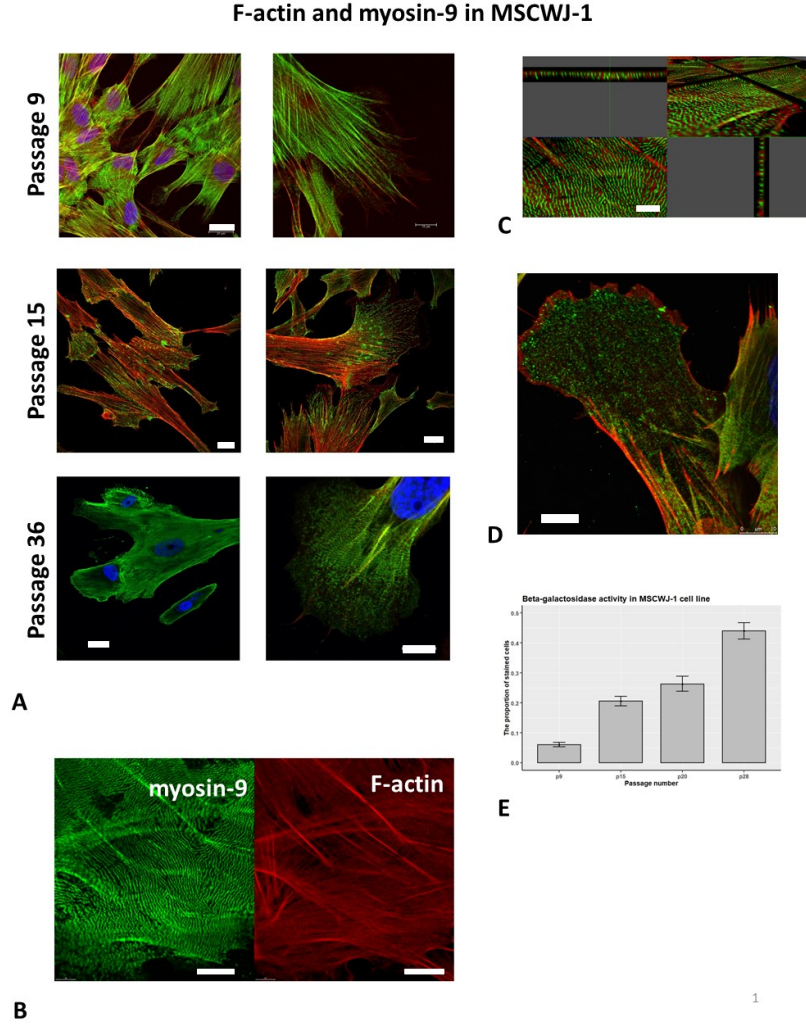 F-actin and myosin-9 in MSCWJ-1
Passage 9
Passage 15
Passage 36
A
myosin-9
F-actin
B
C
D
Beta-galactosidase activity in MSCWJ-1 cell line
The proportion of stained cells
0.5
0.4
0.3
0.2
0.1
0.0
p9
p15
p20
p28
Passage number
E
1